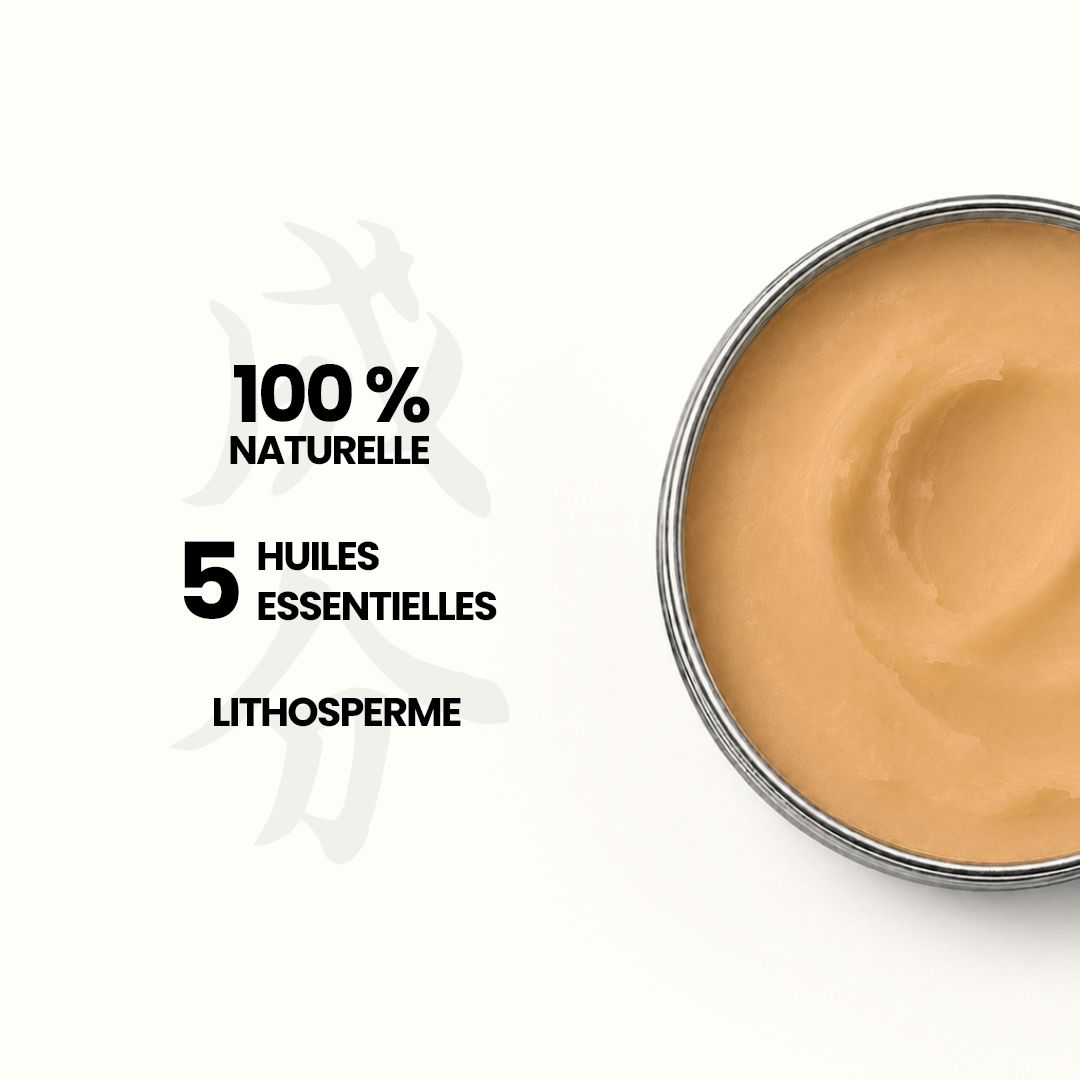 成分
100 %
NATURELLE
5 HUILES
ESSENTIELLES
LITHOSPERME